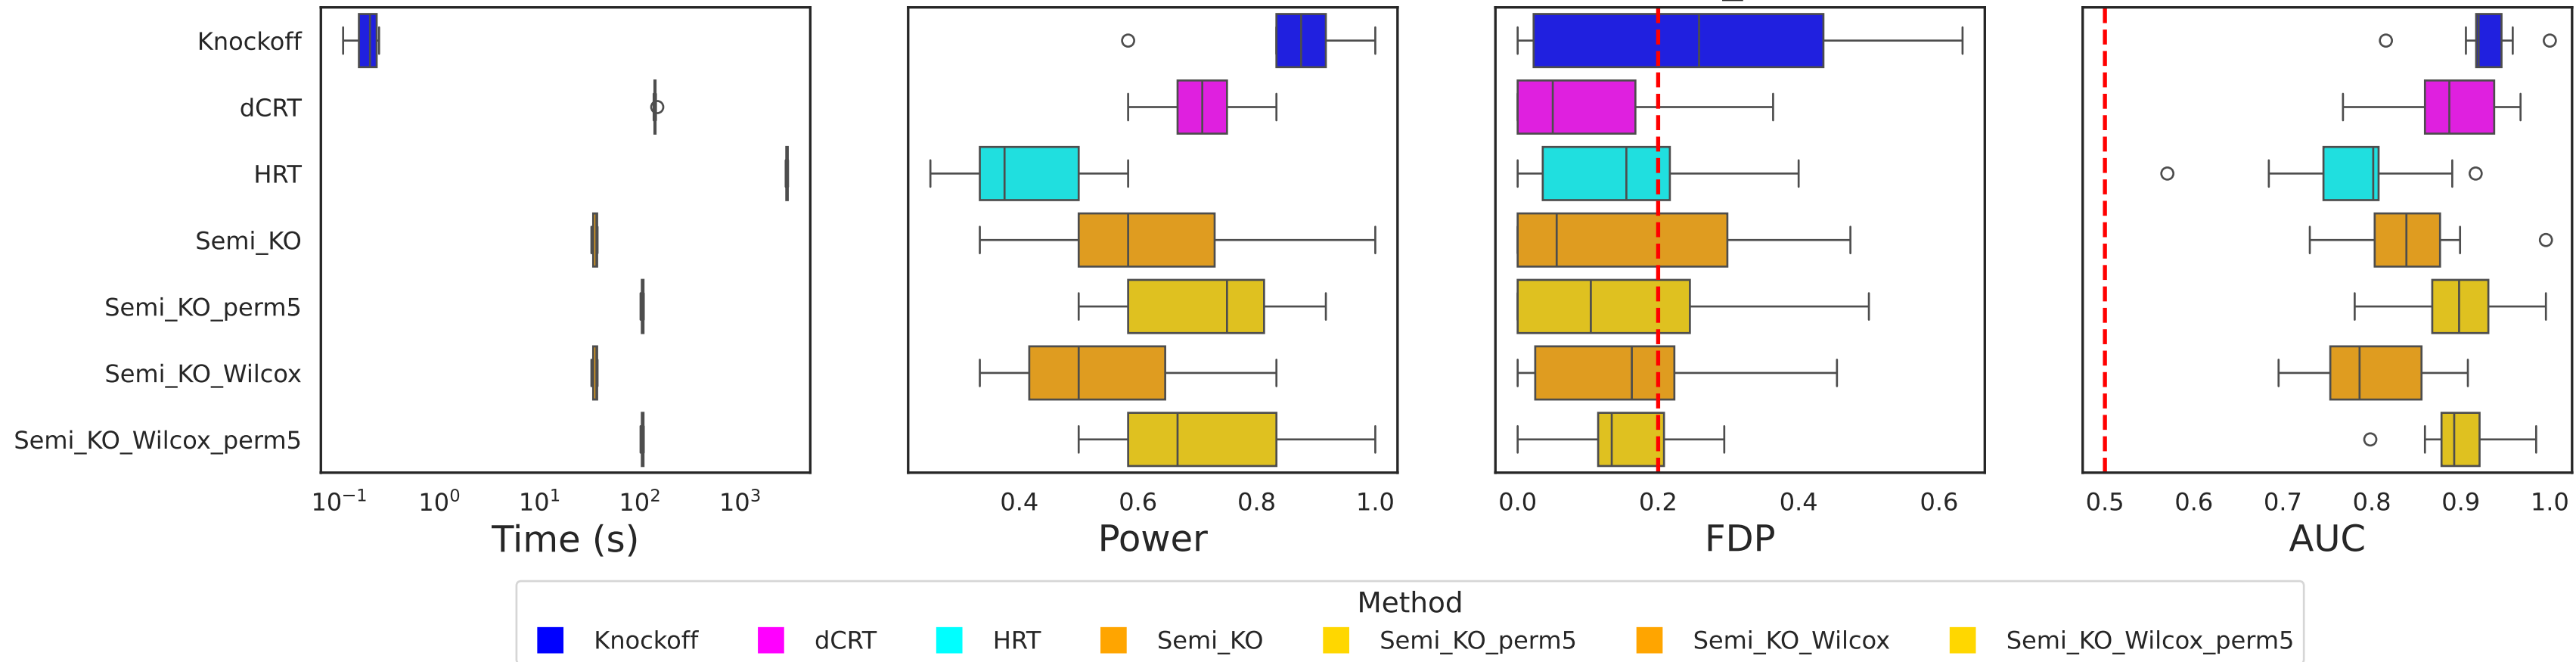 Knockoff
dCRT
HRT
Semi_KO
Semi_KO_perm5
Semi_KO_Wilcox
Semi_KO_Wilcox_perm5
10⁻¹ 10⁰ 10¹ 10² 10³
Time (s)
0.4 0.6 0.8 1.0
Power
0.0 0.2 0.4 0.6
FDP
0.5 0.6 0.7 0.8 0.9 1.0
AUC
Method
Knockoff dCRT HRT Semi_KO Semi_KO_perm5 Semi_KO_Wilcox Semi_KO_Wilcox_perm5